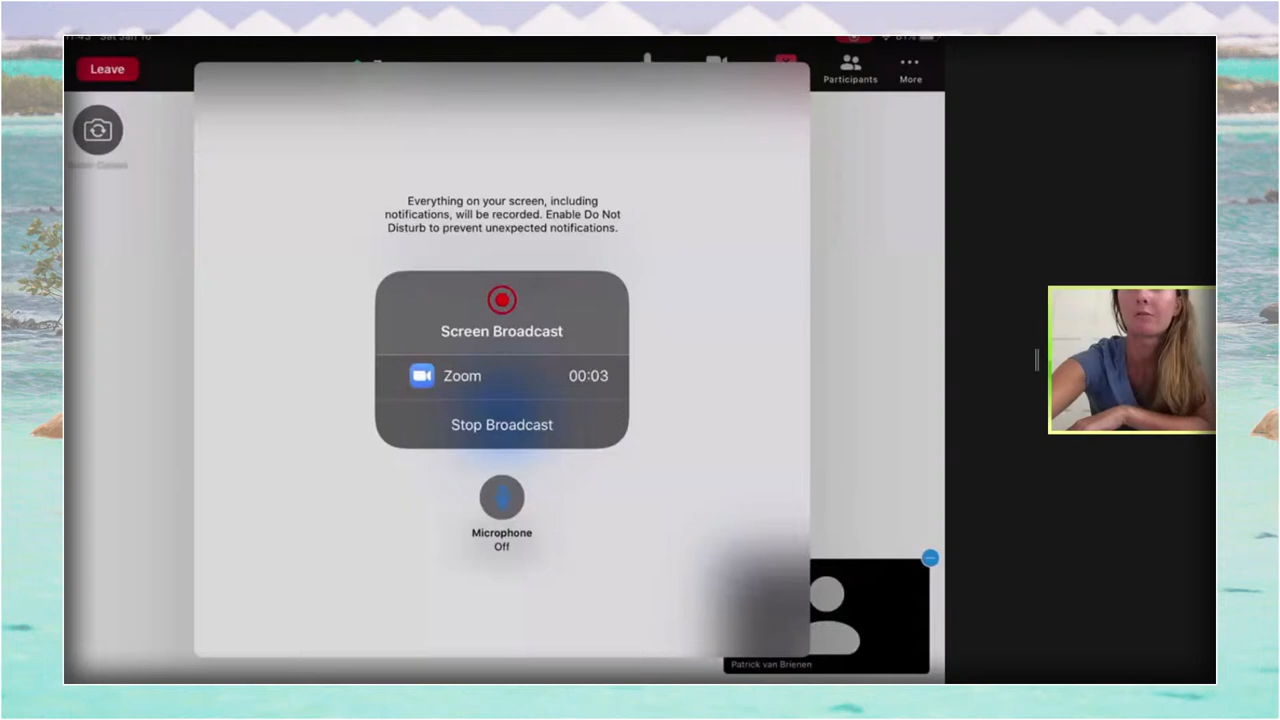 Leave
Participants
More
Everything on your screen, including
notifications, will be recorded. Enable Do Not
Disturb to prevent unexpected notifications.
Screen Broadcast
Zoom 00:03
Stop Broadcast
Microphone
Off
Patrick van Brienen